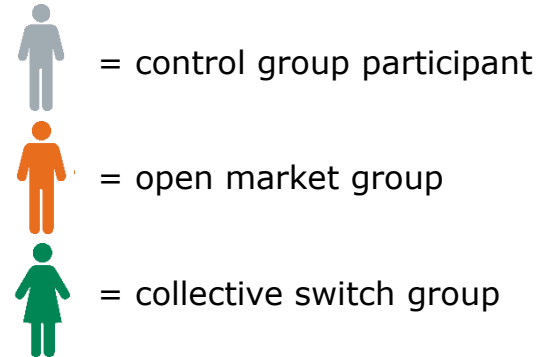 = control group participant
= open market group
= collective switch group